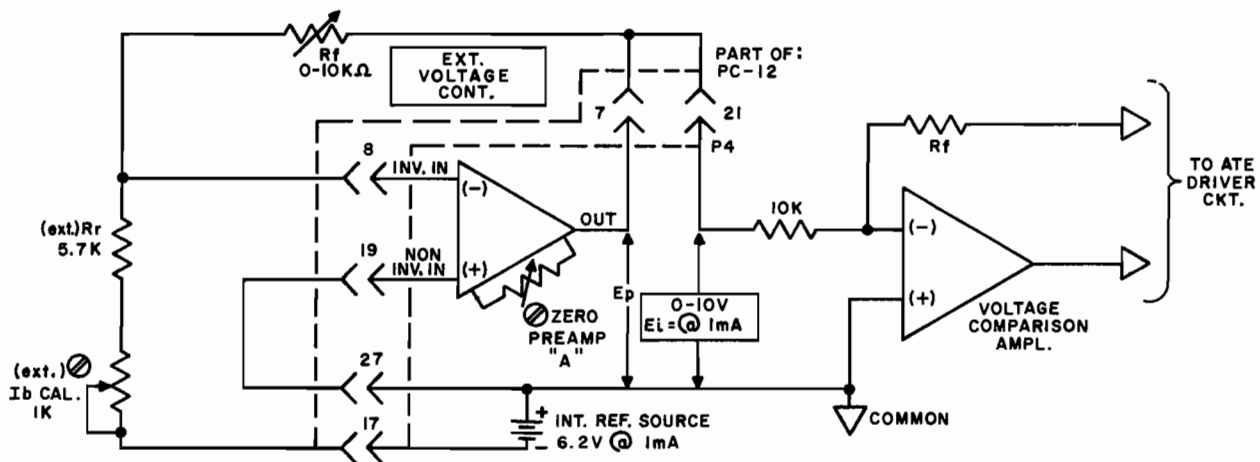 Rf
0-10KΩ
EXT.
VOLTAGE
CONT.
PART OF:
PC-12
7
21
P4
8
INV. IN
(-)
OUT
(ext.) Rr
5.7K
19
NON
INV. IN
(+)
ZERO
PREAMP
"A"
Ep
0-10V
Ei = @ 1mA
10K
Rf
(-)
(+)
VOLTAGE
COMPARISON
AMPL.
TO ATE
DRIVER
CKT.
(ext.)
Ib CAL.
1K
27
17
+
-
INT. REF. SOURCE
6.2V @ 1mA
COMMON